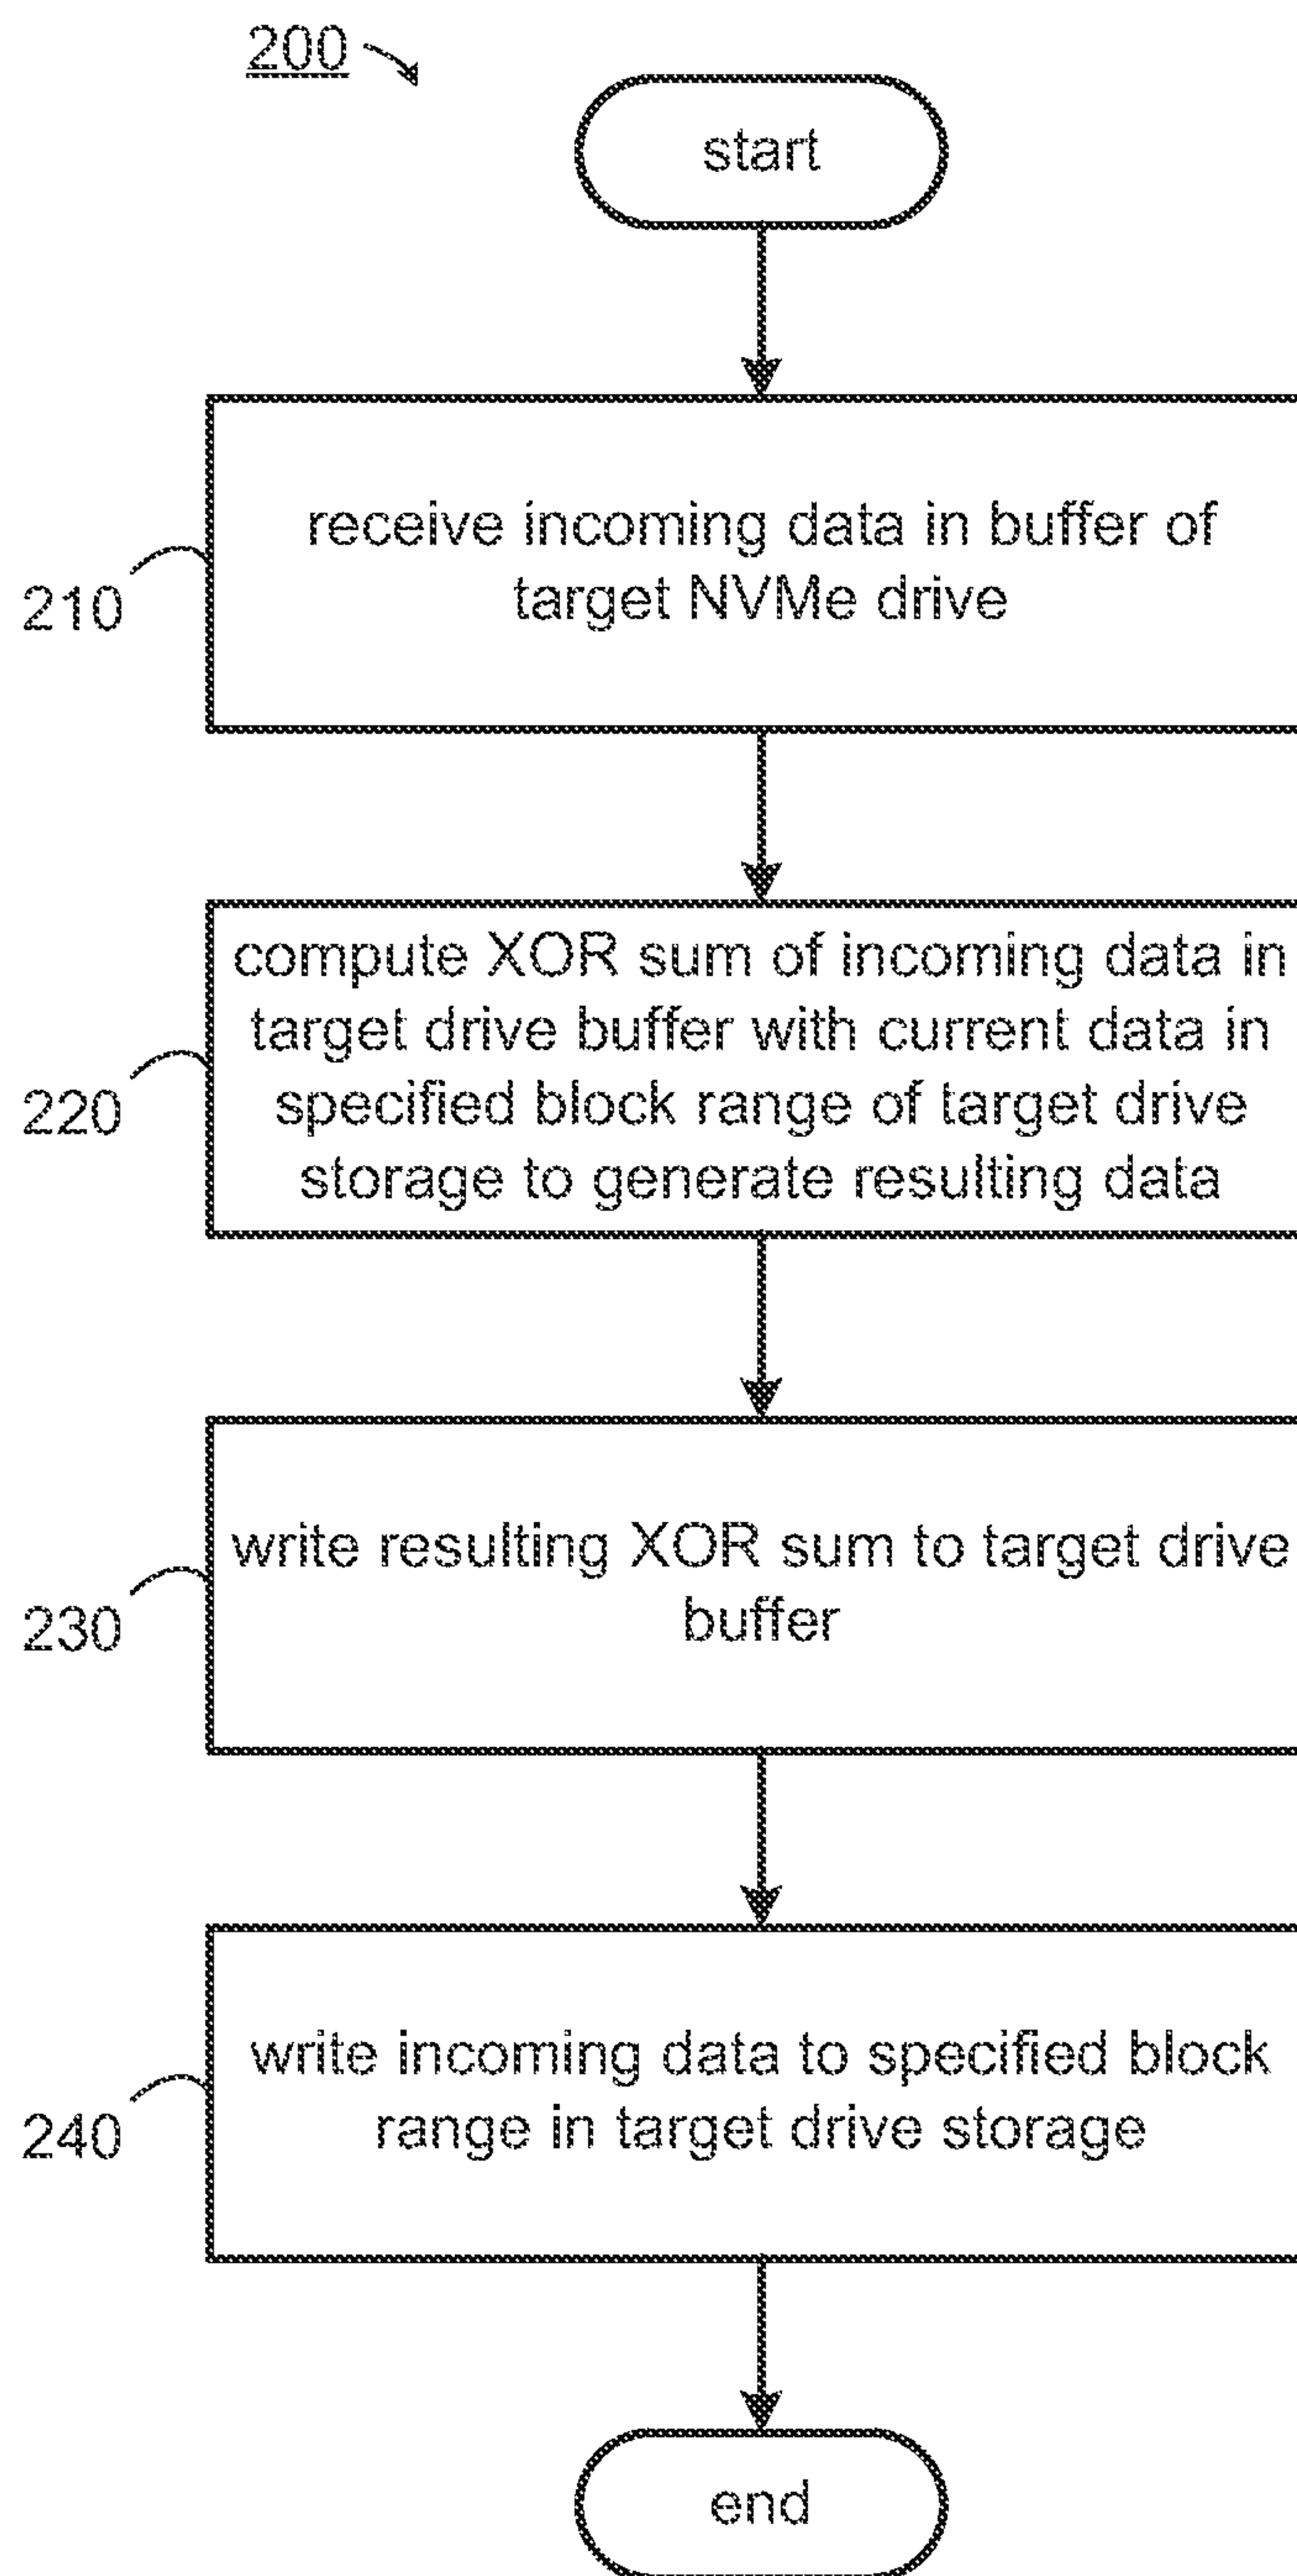 200
start
receive incoming data in buffer of
target NVMe drive
210
compute XOR sum of incoming data in
target drive buffer with current data in
specified block range of target drive
storage to generate resulting data
220
write resulting XOR sum to target drive
buffer
230
write incoming data to specified block
range in target drive storage
240
end